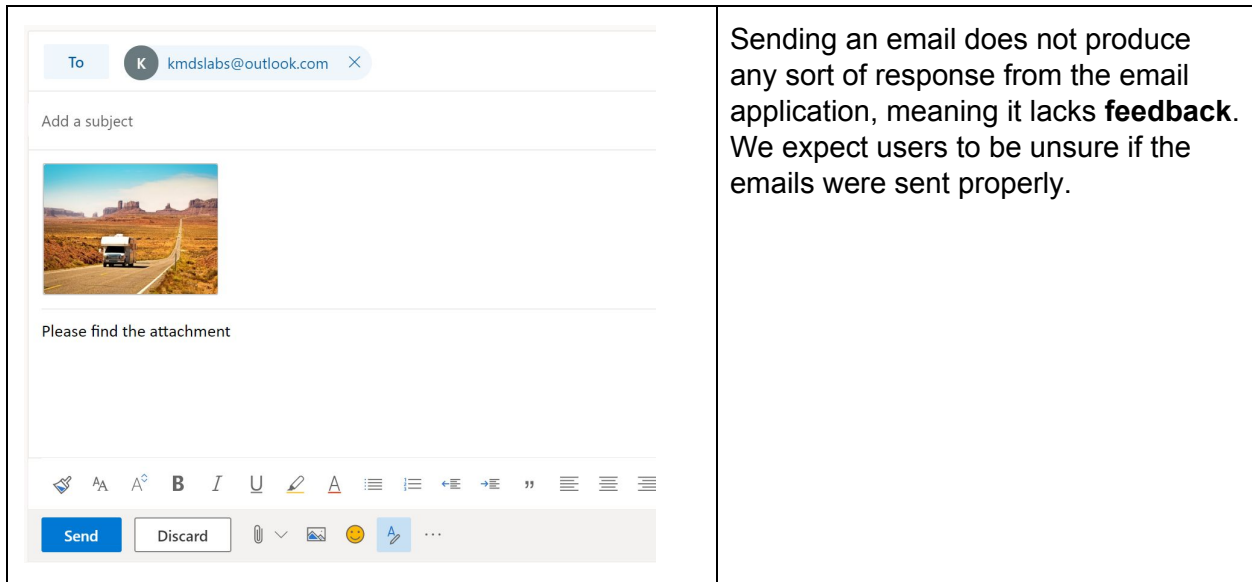 To K kmdslabs@outlook.com
Add a subject
Please find the attachment
B I U A
Send Discard
Sending an email does not produce
any sort of response from the email
application, meaning it lacks feedback.
We expect users to be unsure if the
emails were sent properly.